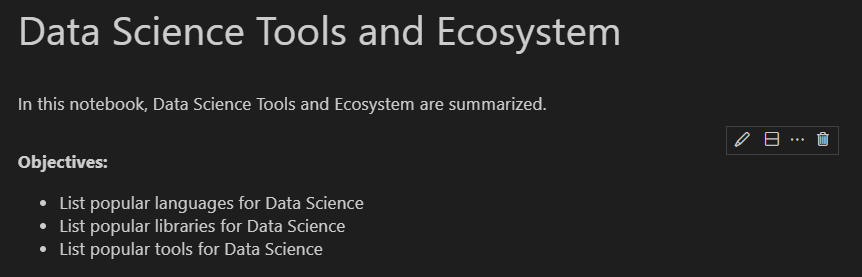 Data Science Tools and Ecosystem
In this notebook, Data Science Tools and Ecosystem are summarized.
Objectives:
• List popular languages for Data Science
• List popular libraries for Data Science
• List popular tools for Data Science